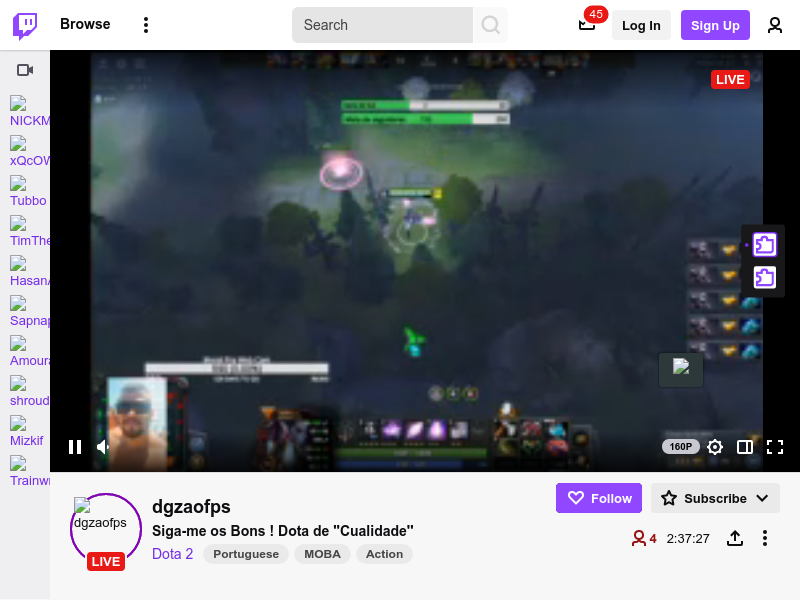 Browse
Search
45
Log In
Sign Up
LIVE
NICKM
xQcOW
Tubbo
TimThe
HasanA
Sapnap
Amoura
shroud
Mizkif
Trainw
160P
dgzaofps
LIVE
dgzaofps
Siga-me os Bons ! Dota de "Cualidade"
Dota 2
Portuguese
MOBA
Action
Follow
Subscribe
4
2:37:27